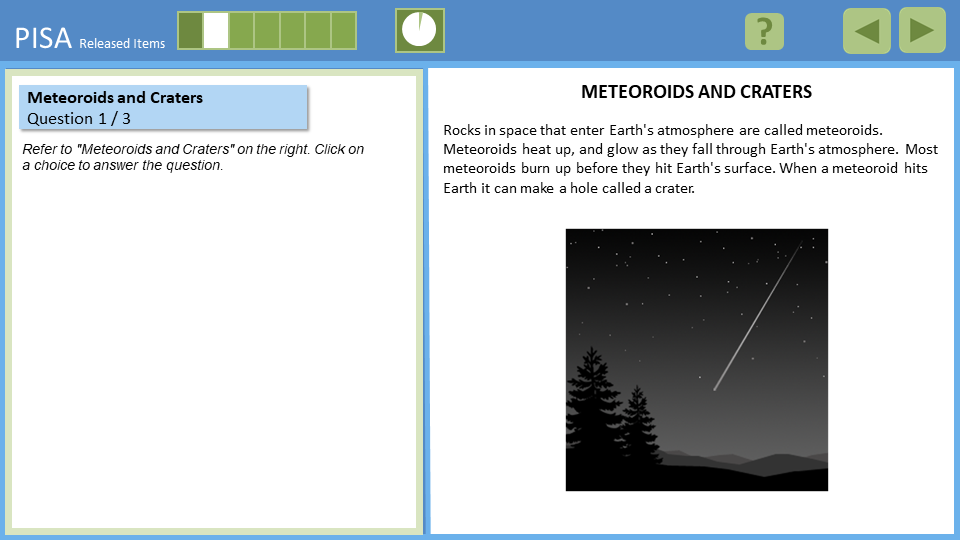 PISA Released Items
?
Meteoroids and Craters
Question 1 / 3
Refer to "Meteoroids and Craters" on the right. Click on
a choice to answer the question.
METEOROIDS AND CRATERS
Rocks in space that enter Earth's atmosphere are called meteoroids.
Meteoroids heat up, and glow as they fall through Earth's atmosphere. Most
meteoroids burn up before they hit Earth's surface. When a meteoroid hits
Earth it can make a hole called a crater.